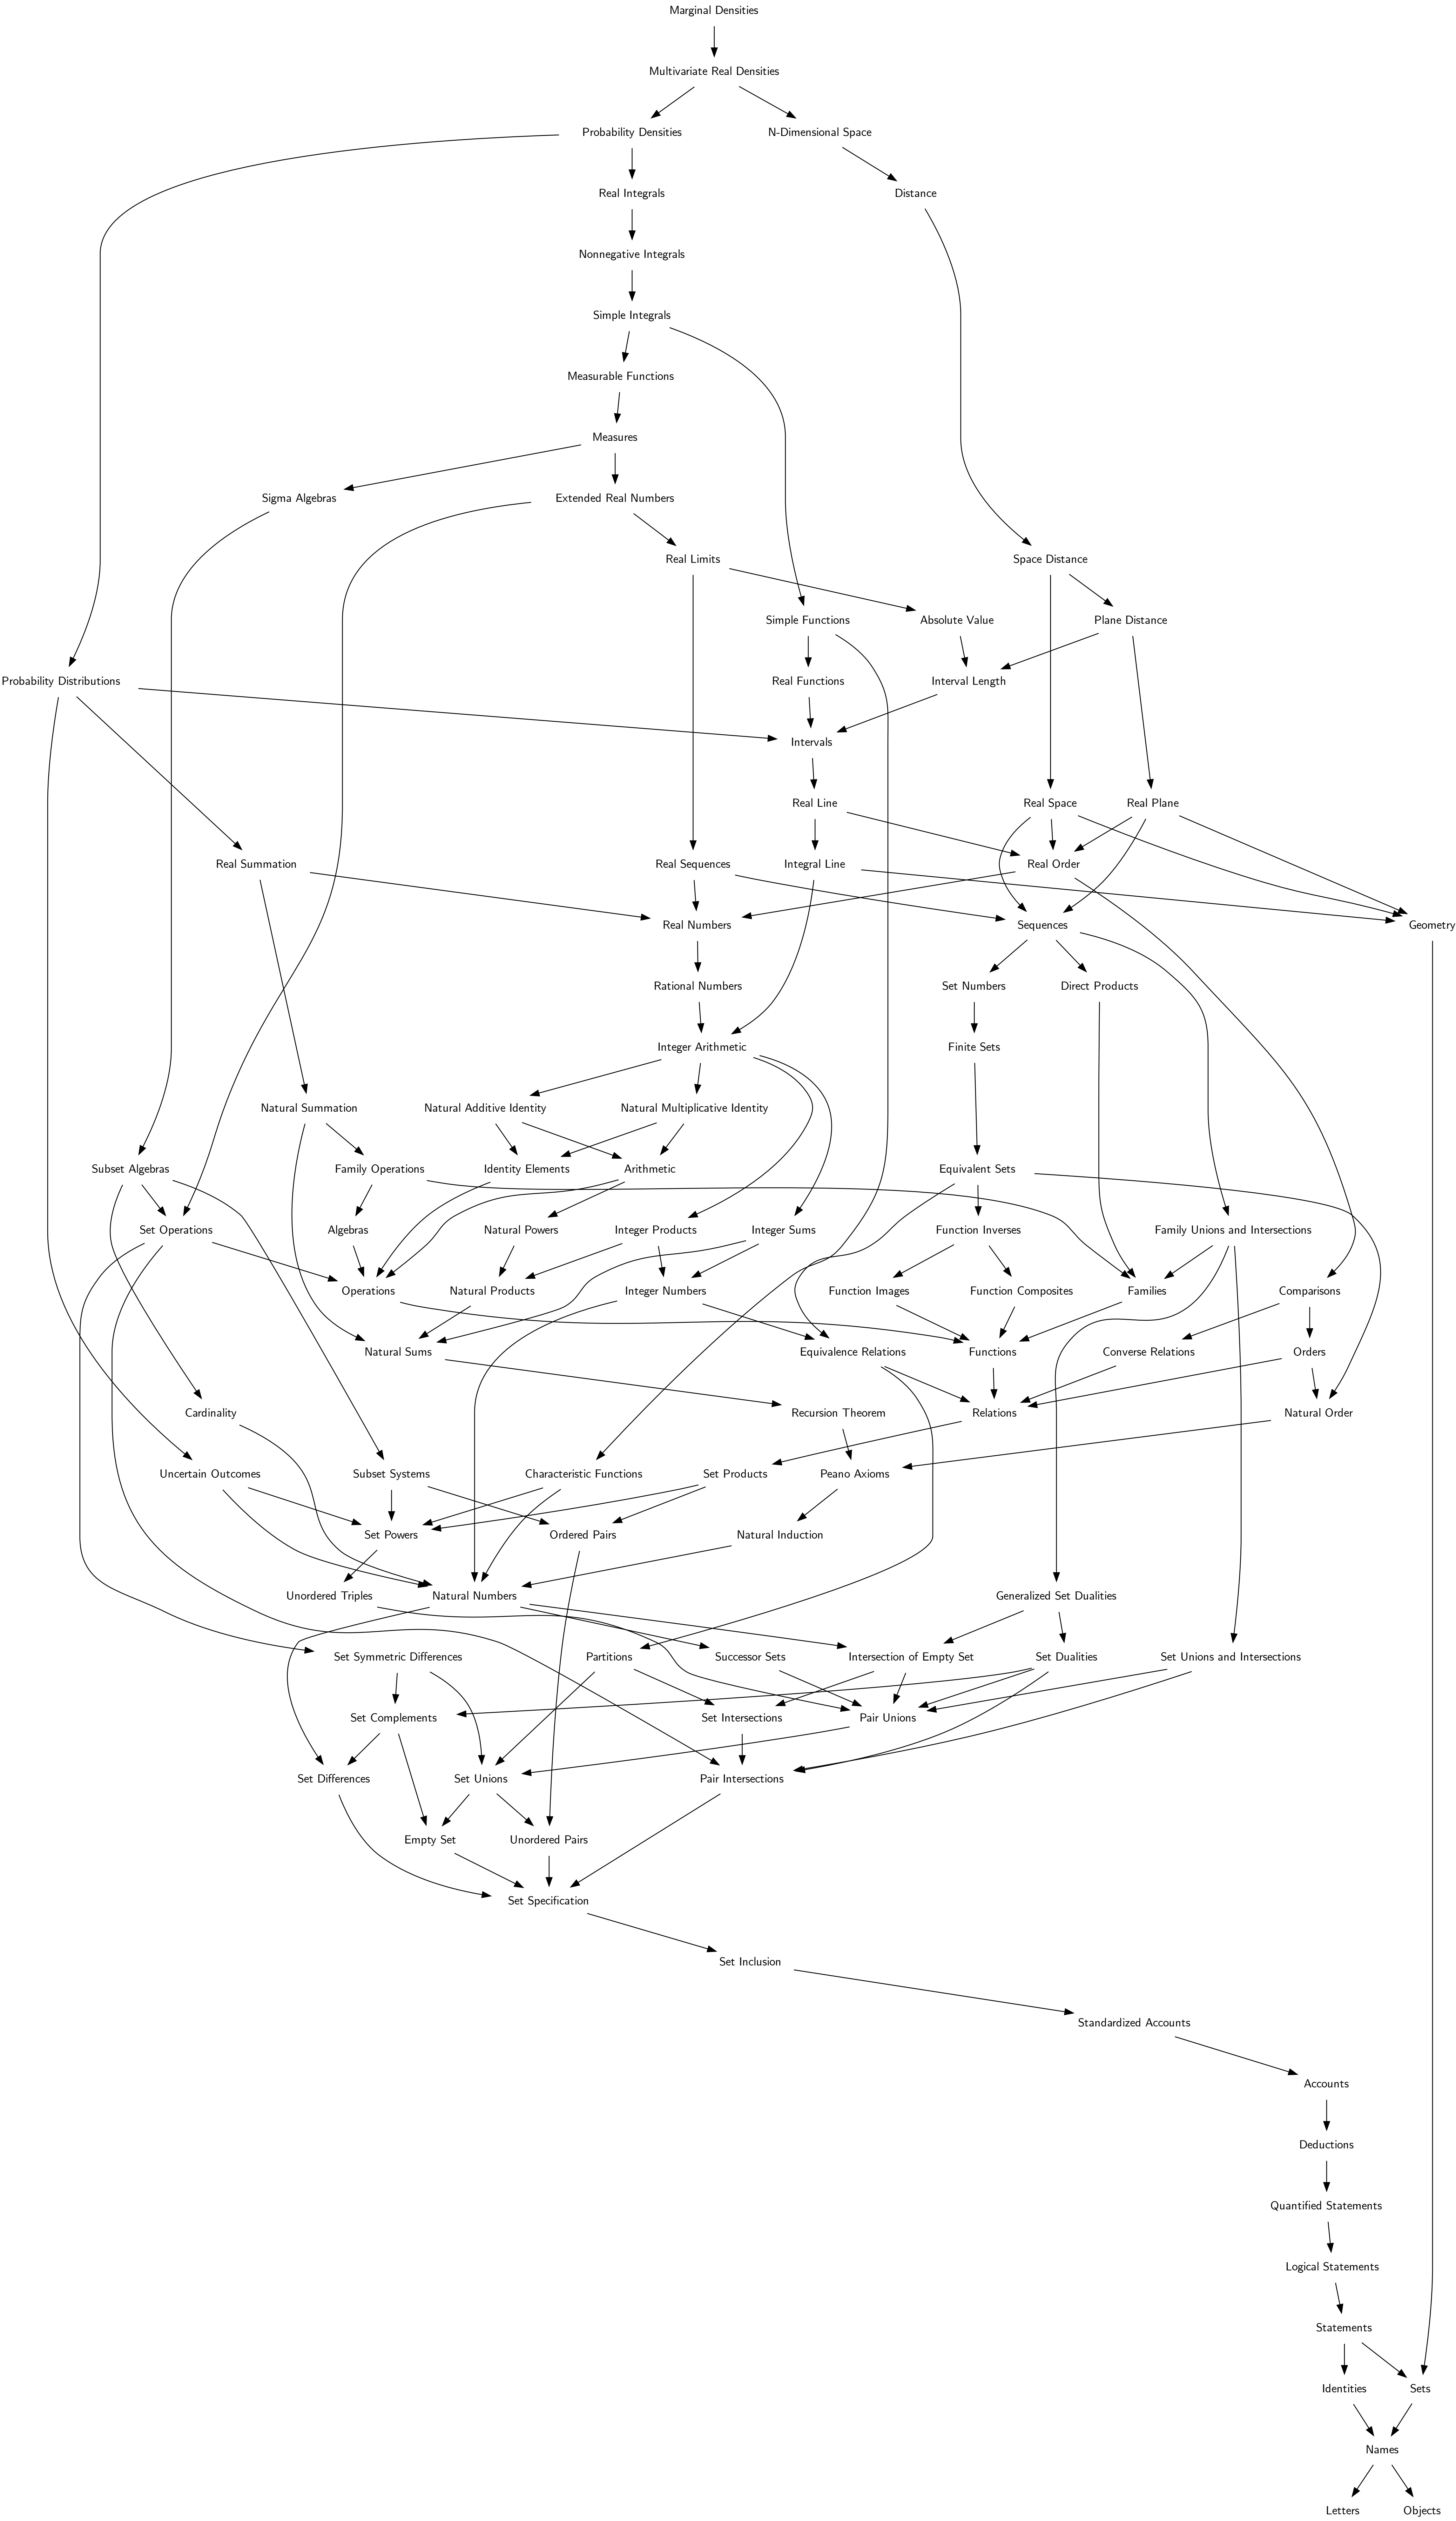 Marginal Densities
Multivariate Real Densities
Probability Densities
N-Dimensional Space
Real Integrals
Distance
Nonnegative Integrals
Simple Integrals
Measurable Functions
Measures
Sigma Algebras
Extended Real Numbers
Real Limits
Space Distance
Simple Functions
Absolute Value
Plane Distance
Probability Distributions
Real Functions
Interval Length
Intervals
Real Line
Real Space
Real Plane
Real Summation
Real Sequences
Integral Line
Real Order
Real Numbers
Sequences
Geometry
Rational Numbers
Set Numbers
Direct Products
Integer Arithmetic
Finite Sets
Natural Summation
Natural Additive Identity
Natural Multiplicative Identity
Subset Algebras
Family Operations
Identity Elements
Arithmetic
Equivalent Sets
Set Operations
Algebras
Natural Powers
Integer Products
Integer Sums
Function Inverses
Family Unions and Intersections
Operations
Natural Products
Integer Numbers
Function Images
Function Composites
Families
Comparisons
Natural Sums
Equivalence Relations
Functions
Converse Relations
Orders
Cardinality
Recursion Theorem
Relations
Natural Order
Uncertain Outcomes
Subset Systems
Characteristic Functions
Set Products
Peano Axioms
Set Powers
Ordered Pairs
Natural Induction
Unordered Triples
Natural Numbers
Generalized Set Dualities
Set Symmetric Differences
Partitions
Successor Sets
Intersection of Empty Set
Set Dualities
Set Unions and Intersections
Set Complements
Set Intersections
Pair Unions
Set Differences
Set Unions
Pair Intersections
Empty Set
Unordered Pairs
Set Specification
Set Inclusion
Standardized Accounts
Accounts
Deductions
Quantified Statements
Logical Statements
Statements
Identities
Sets
Names
Letters
Objects